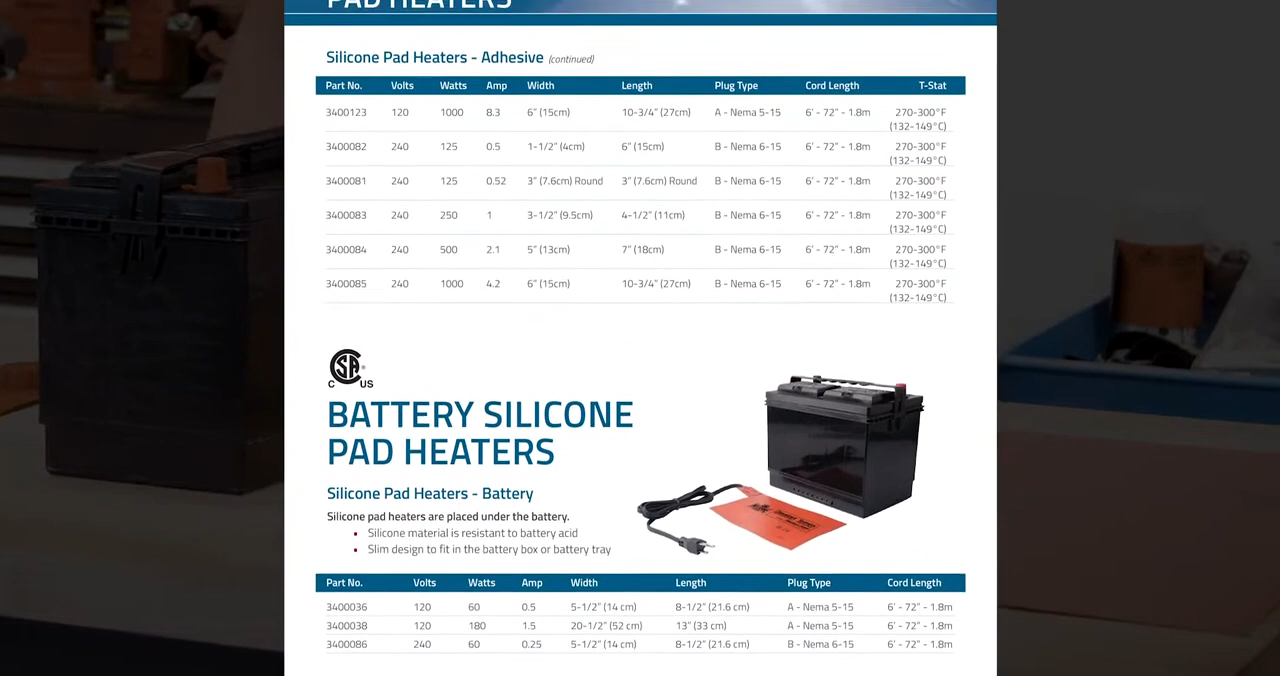 PAD HEATERS
Silicone Pad Heaters - Adhesive (continued)
Part No. Volts Watts Amp Width Length Plug Type Cord Length T-Stat
3400123 120 1000 8.3 6” (15cm) 10-3/4” (27cm) A - Nema 5-15 6’ - 72” - 1.8m 270-300°F
(132-149°C)
3400082 240 125 0.5 1-1/2” (4cm) 6” (15cm) B - Nema 6-15 6’ - 72” - 1.8m 270-300°F
(132-149°C)
3400081 240 125 0.52 3” (7.6cm) Round 3” (7.6cm) Round B - Nema 6-15 6’ - 72” - 1.8m 270-300°F
(132-149°C)
3400083 240 250 1 3-1/2” (9.5cm) 4-1/2” (11cm) B - Nema 6-15 6’ - 72” - 1.8m 270-300°F
(132-149°C)
3400084 240 500 2.1 5” (13cm) 7” (18cm) B - Nema 6-15 6’ - 72” - 1.8m 270-300°F
(132-149°C)
3400085 240 1000 4.2 6” (15cm) 10-3/4” (27cm) B - Nema 6-15 6’ - 72” - 1.8m 270-300°F
(132-149°C)
CSA ®
C US
BATTERY SILICONE
PAD HEATERS
Silicone Pad Heaters - Battery
Silicone pad heaters are placed under the battery.
• Silicone material is resistant to battery acid
• Slim design to fit in the battery box or battery tray
Part No. Volts Watts Amp Width Length Plug Type Cord Length
3400036 120 60 0.5 5-1/2” (14 cm) 8-1/2” (21.6 cm) A - Nema 5-15 6’ - 72” - 1.8m
3400038 120 180 1.5 20-1/2” (52 cm) 13” (33 cm) A - Nema 5-15 6’ - 72” - 1.8m
3400086 240 60 0.25 5-1/2” (14 cm) 8-1/2” (21.6 cm) B - Nema 6-15 6’ - 72” - 1.8m